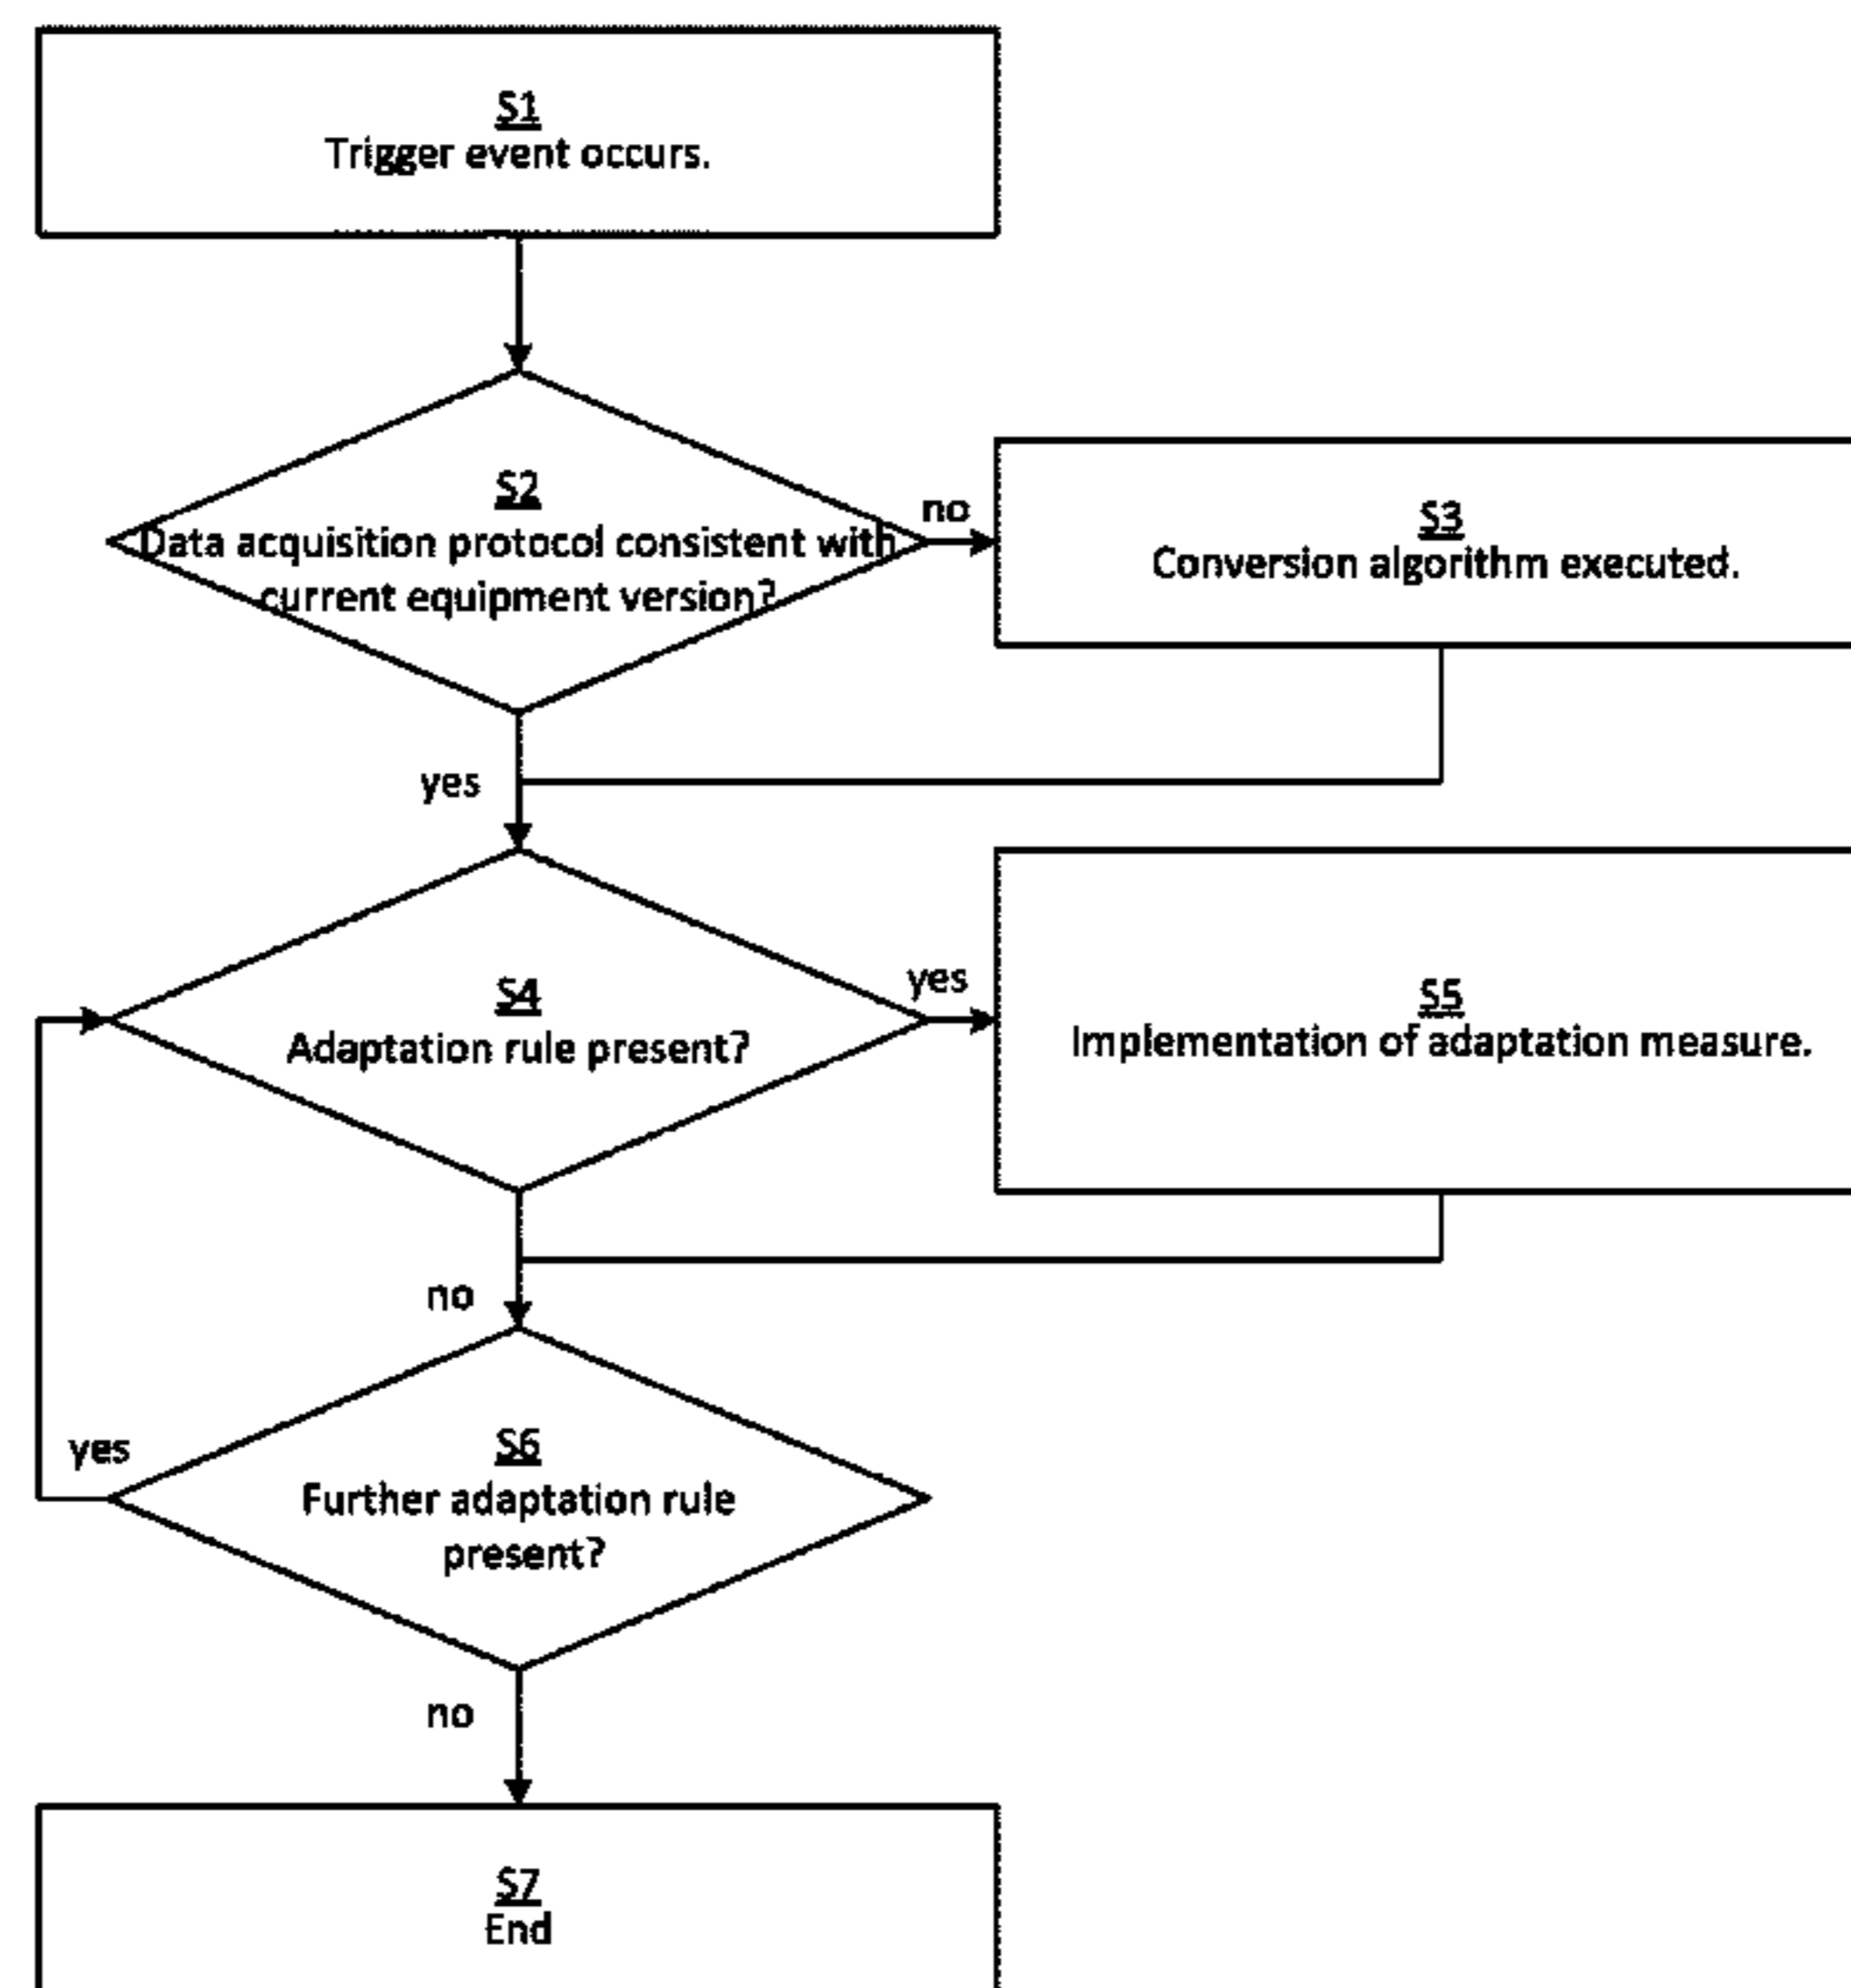 S1
Trigger event occurs.
S2
Data acquisition protocol consistent with
current equipment version?
no
S3
Conversion algorithm executed.
yes
S4
Adaptation rule present?
yes
S5
Implementation of adaptation measure.
no
S6
Further adaptation rule
present?
yes
no
S7
End